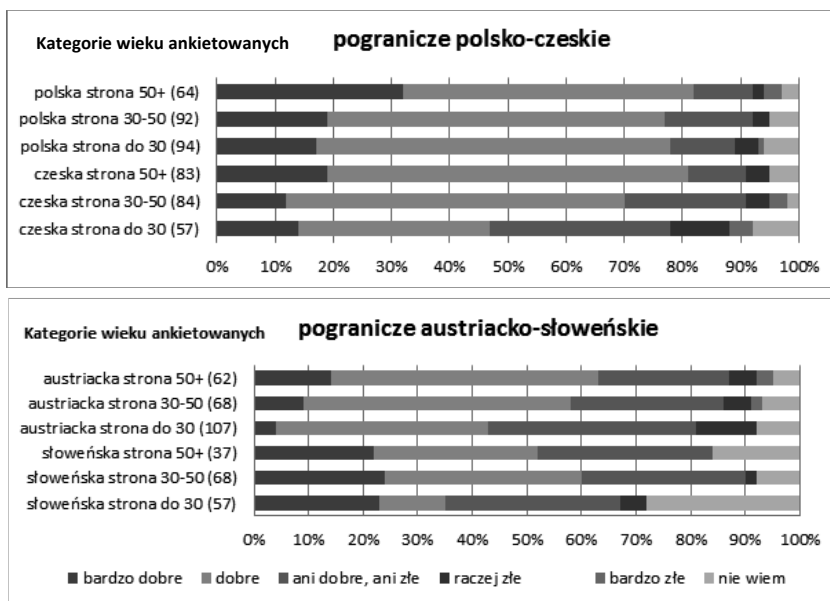 Kategorie wieku ankietowanych pogranicze polsko-czeskie
polska strona 50+ (64)
polska strona 30-50 (92)
polska strona do 30 (94)
czeska strona 50+ (83)
czeska strona 30-50 (84)
czeska strona do 30 (57)
0% 10% 20% 30% 40% 50% 60% 70% 80% 90% 100%
Kategorie wieku ankietowanych pogranicze austriacko-słoweńskie
austriacka strona 50+ (62)
austriacka strona 30-50 (68)
austriacka strona do 30 (107)
słoweńska strona 50+ (37)
słoweńska strona 30-50 (68)
słoweńska strona do 30 (57)
0% 10% 20% 30% 40% 50% 60% 70% 80% 90% 100%
bardzo dobre dobre ani dobre, ani złe raczej złe bardzo złe nie wiem